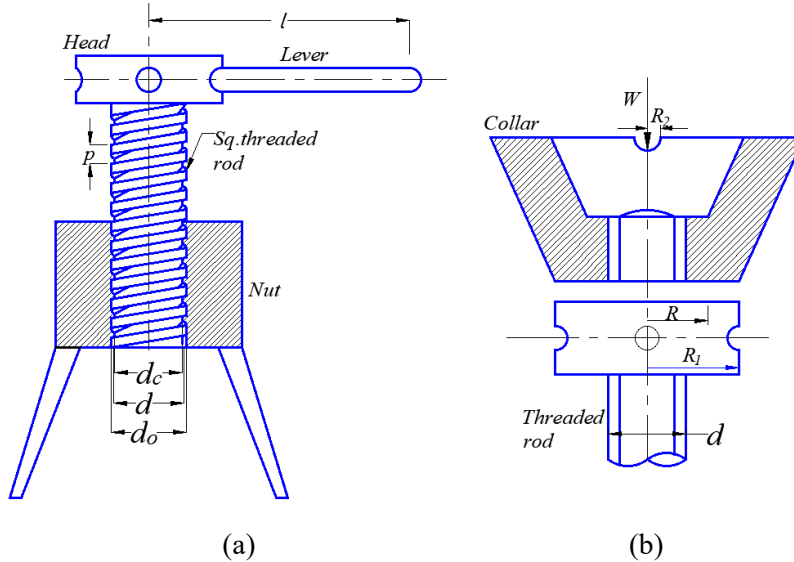 l
Head
Lever
p
Sq.threaded
rod
Nut
dc
d
do
W
R2
Collar
R
R1
Threaded
rod
d
(a)
(b)